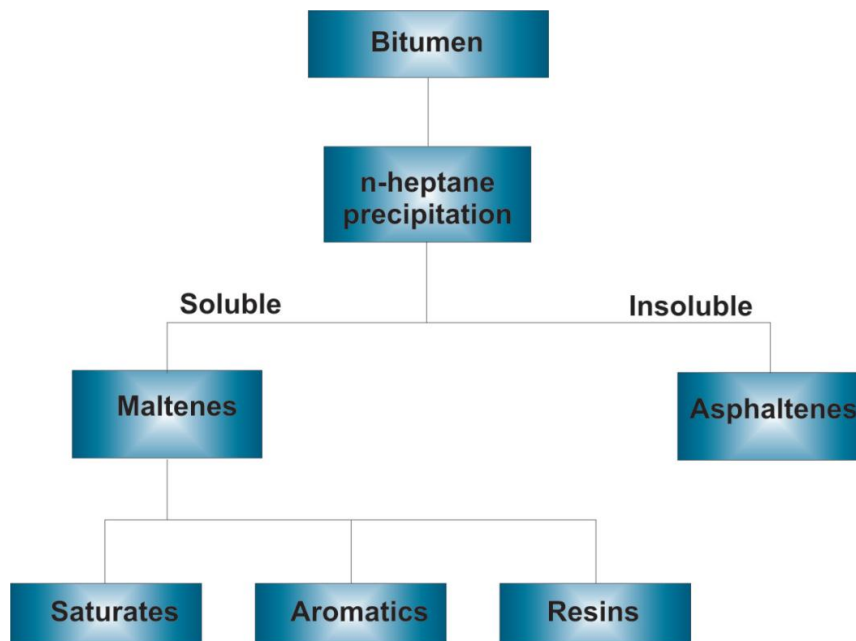 Bitumen
n-heptane
precipitation
Soluble
Insoluble
Maltenes
Asphaltenes
Saturates
Aromatics
Resins